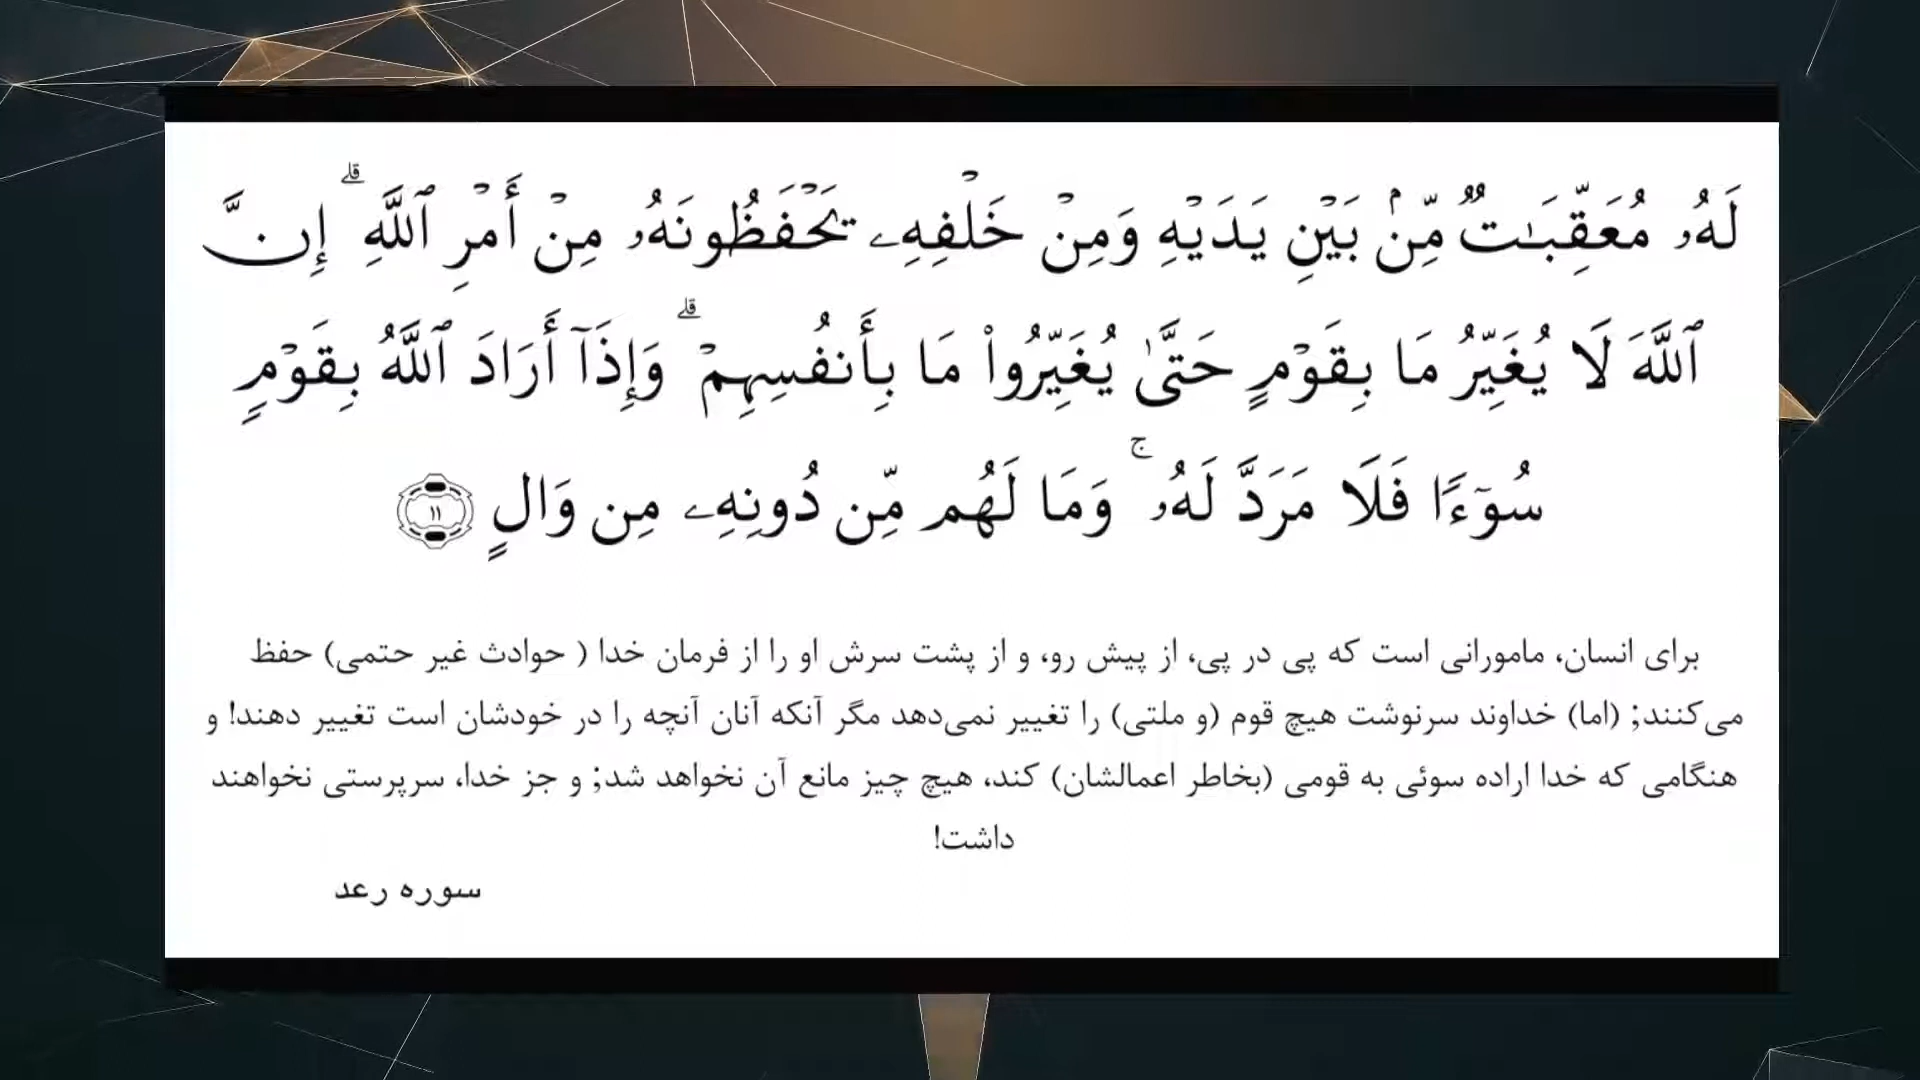 لَهُۥ مُعَقِّبَـٰتٌ مِّنۢ بَيْنِ يَدَيْهِ وَمِنْ خَلْفِهِۦ يَحْفَظُونَهُۥ مِنْ أَمْرِ ٱللَّهِ ۗ إِنَّ
ٱللَّهَ لَا يُغَيِّرُ مَا بِقَوْمٍ حَتَّىٰ يُغَيِّرُوا۟ مَا بِأَنفُسِهِمْ ۗ وَإِذَآ أَرَادَ ٱللَّهُ بِقَوْمٍ
سُوٓءًا فَلَا مَرَدَّ لَهُۥ ۚ وَمَا لَهُم مِّن دُونِهِۦ مِن وَالٍ ١١
برای انسان، مامورانی است که پی در پی، از پیش رو، و از پشت سرش او را از فرمان خدا ( حوادث غیر حتمی) حفظ
می‌کنند; (اما) خداوند سرنوشت هیچ قوم (و ملتی) را تغییر نمی‌دهد مگر آنکه آنان آنچه را در خودشان است تغییر دهند! و
هنگامی که خدا اراده سوئی به قومی (بخاطر اعمالشان) کند، هیچ چیز مانع آن نخواهد شد; و جز خدا، سرپرستی نخواهند
داشت!
سوره رعد